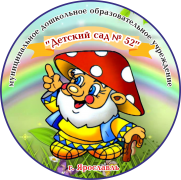 муниципальное дошкольное образовательное учреждение
"Детский сад № 52"
г. Ярославль